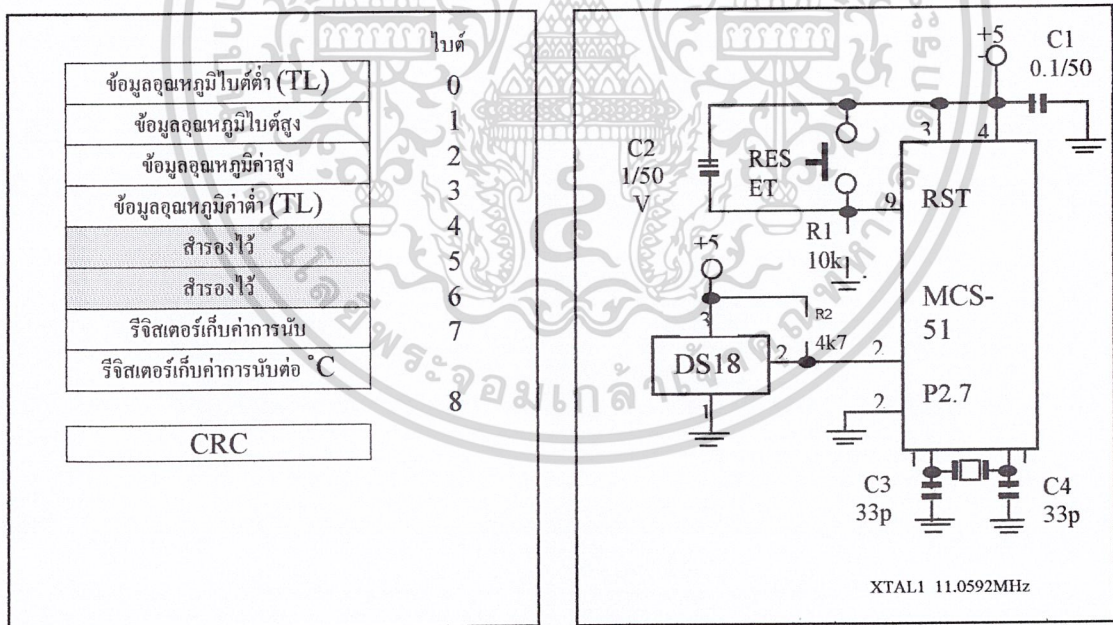 ไบต์
ข้อมูลอุณหภูมิไบต์ต่ำ (TL)
0
ข้อมูลอุณหภูมิไบต์สูง
1
ข้อมูลอุณหภูมิค่าสูง
2
ข้อมูลอุณหภูมิค่าต่ำ (TL)
3
สำรองไว้
4
สำรองไว้
5
รีจิสเตอร์เก็บค่าการนับ
6
รีจิสเตอร์เก็บค่าการนับต่อ °C
7
8
CRC
+5
C1
0.1/50
3
4
C2
1/50
V
RES
ET
9
RST
R1
10k
+5
3
R2
4k7
MCS-
51
DS18
2
2
1
2
P2.7
1
1
C3
33p
C4
33p
XTAL1 11.0592MHz